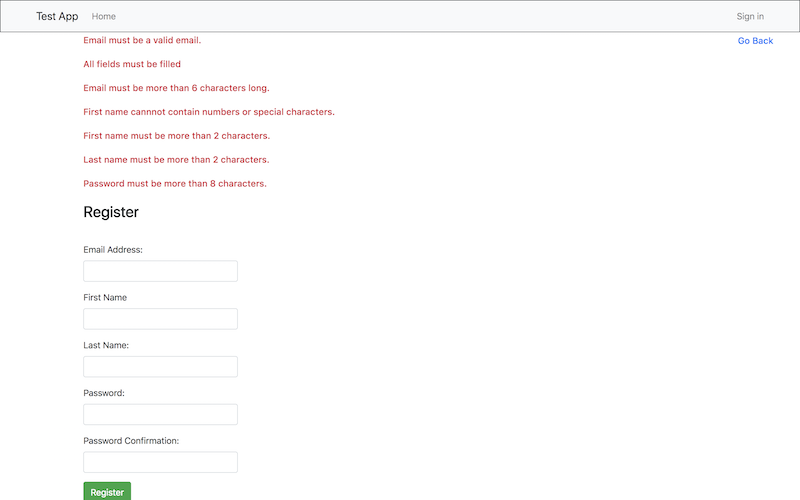 Test App Home Sign in
Email must be a valid email. Go Back
All fields must be filled
Email must be more than 6 characters long.
First name cannnot contain numbers or special characters.
First name must be more than 2 characters.
Last name must be more than 2 characters.
Password must be more than 8 characters.
Register
Email Address:
First Name
Last Name:
Password:
Password Confirmation:
Register